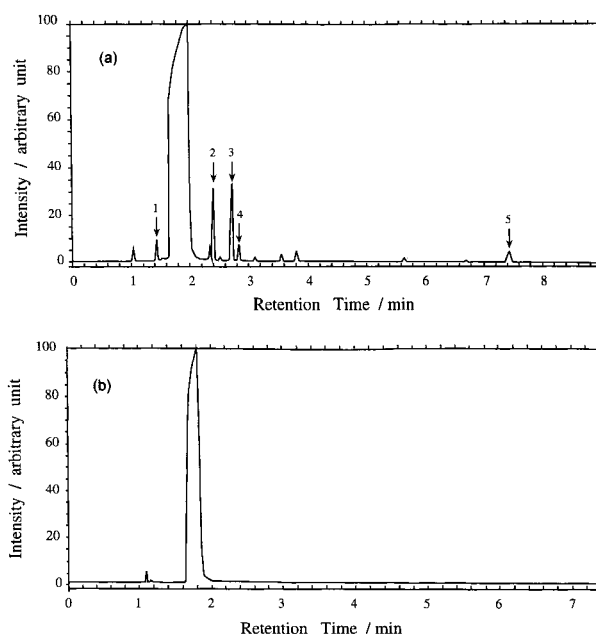 100
80
60
40
20
0
Intensity / arbitrary unit
(a)
1
2
3
4
5
0 1 2 3 4 5 6 7 8
Retention Time / min
100
80
60
40
20
0
Intensity / arbitrary unit
(b)
0 1 2 3 4 5 6 7
Retention Time / min